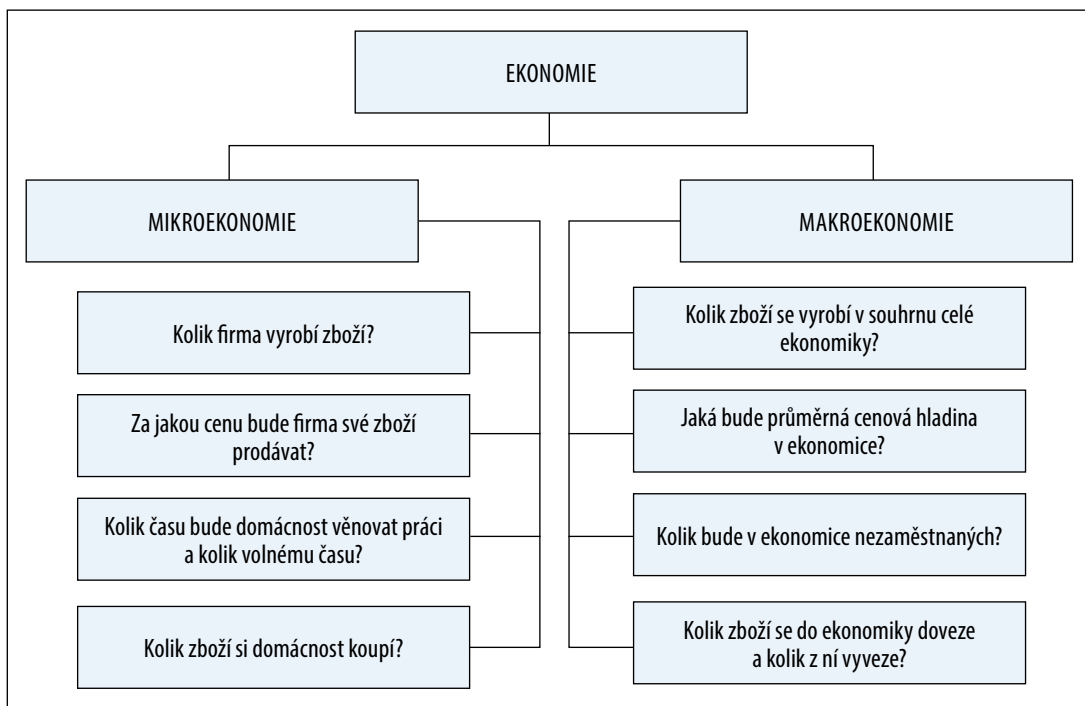 EKONOMIE
MIKROEKONOMIE
Kolik firma vyrobí zboží?
Za jakou cenu bude firma své zboží
prodávat?
Kolik času bude domácnost věnovat práci
a kolik volnému času?
Kolik zboží si domácnost koupí?
MAKROEKONOMIE
Kolik zboží se vyrobí v souhrnu celé
ekonomiky?
Jaká bude průměrná cenová hladina
v ekonomice?
Kolik bude v ekonomice nezaměstnaných?
Kolik zboží se do ekonomiky doveze
a kolik z ní vyveze?